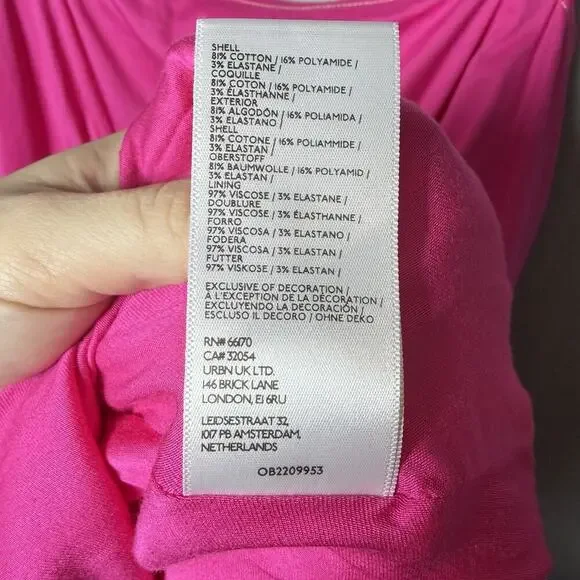 SHELL
81% COTTON / 16% POLYAMIDE /
3% ELASTANE /
COQUILLE
81% COTON / 16% POLYAMIDE /
3% ÉLASTHANNE /
EXTERIOR
81% ALGODÓN / 16% POLIAMIDA /
3% ELASTANO /
SHELL
81% COTONE / 16% POLIAMMIDE /
3% ELASTAN /
OBERSTOFF
81% BAUMWOLLE / 16% POLYAMID /
3% ELASTAN /
LINING
97% VISCOSE / 3% ELASTANE /
DOUBLURE
97% VISCOSE / 3% ÉLASTHANNE /
FORRO
97% VISCOSA / 3% ELASTANO /
FODERA
97% VISCOSA / 3% ELASTAN /
FUTTER
97% VISKOSE / 3% ELASTAN /
EXCLUSIVE OF DECORATION /
À L'EXCEPTION DE LA DÉCORATION /
EXCLUYENDO LA DECORACIÓN /
ESCLUSO IL DECORO / OHNE DEKO
RN# 66170
CA# 32054
URBN UK LTD.
146 BRICK LANE
LONDON, E1 6RU
LEIDSESTRAAT 32,
1017 PB AMSTERDAM,
NETHERLANDS
OB2209953